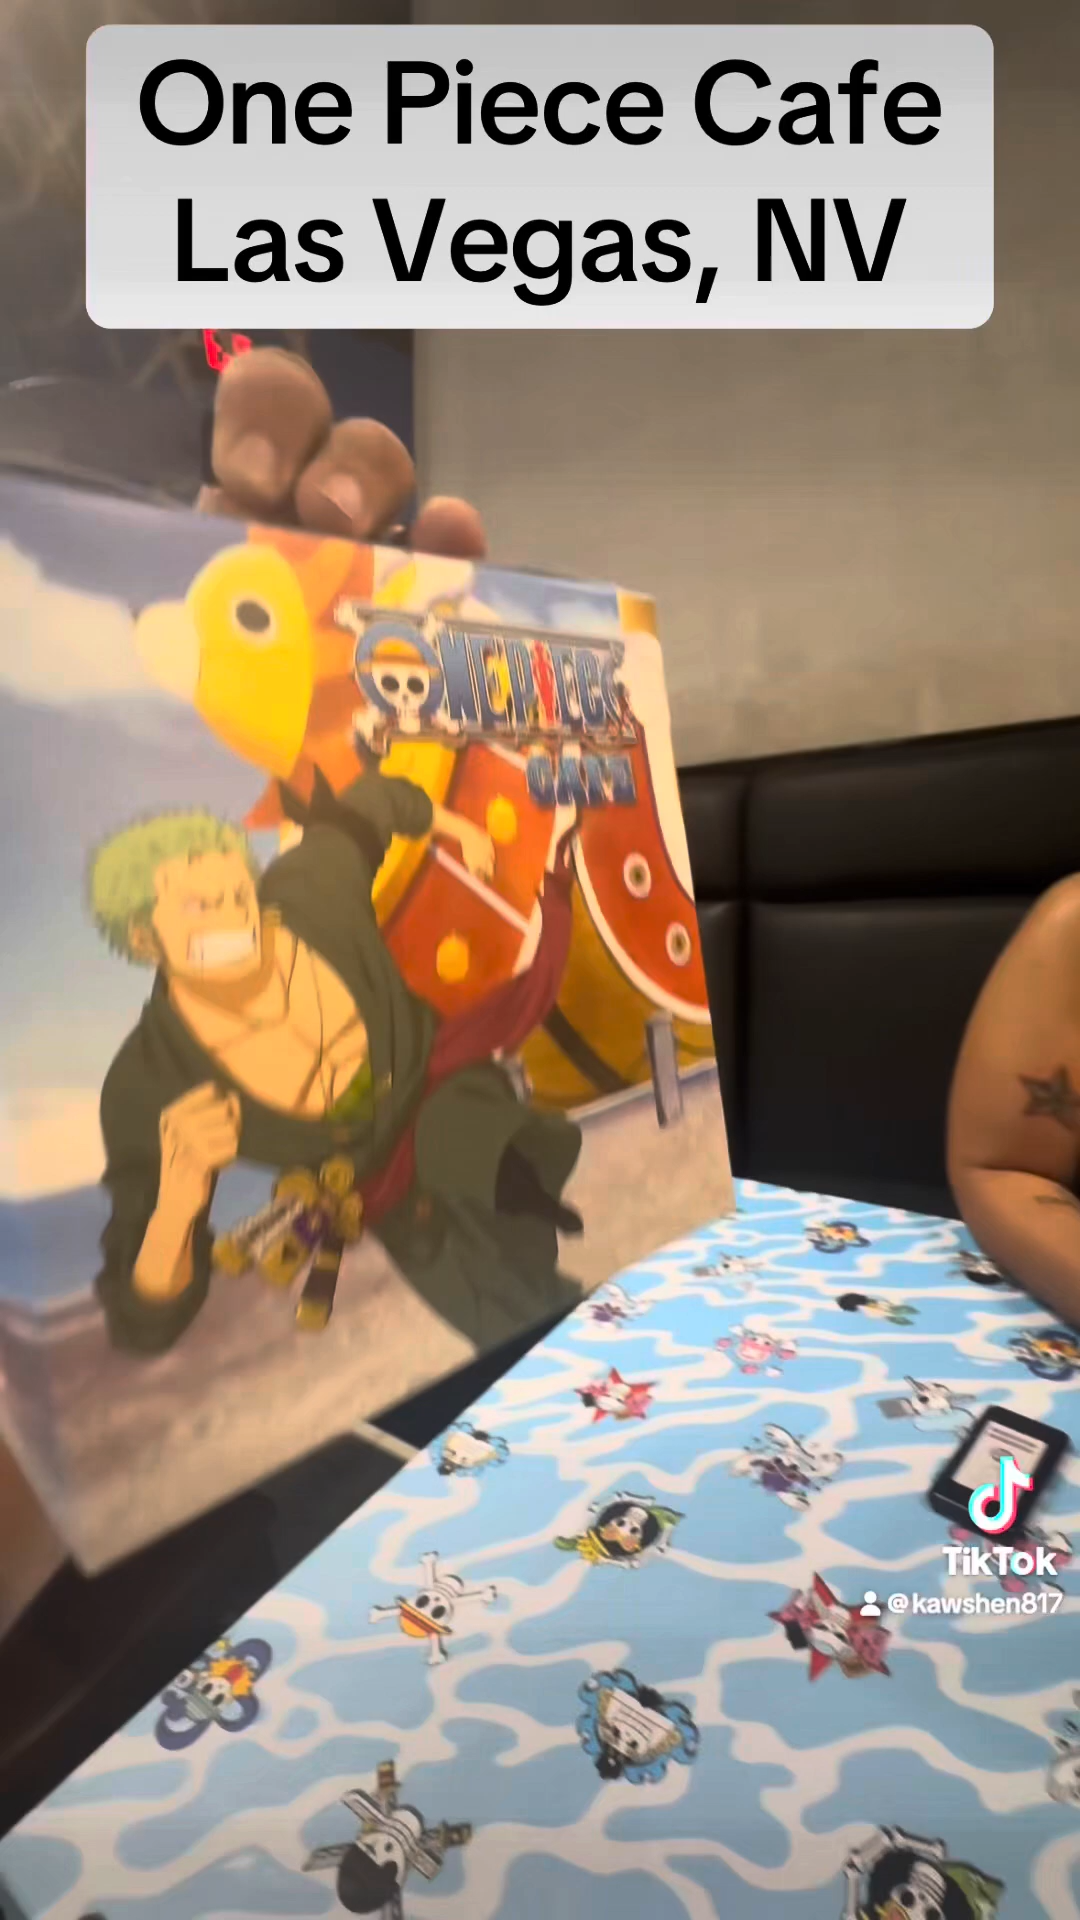 One Piece Cafe
Las Vegas, NV
ONE PIECE
CAFE
TikTok
@kawshen817